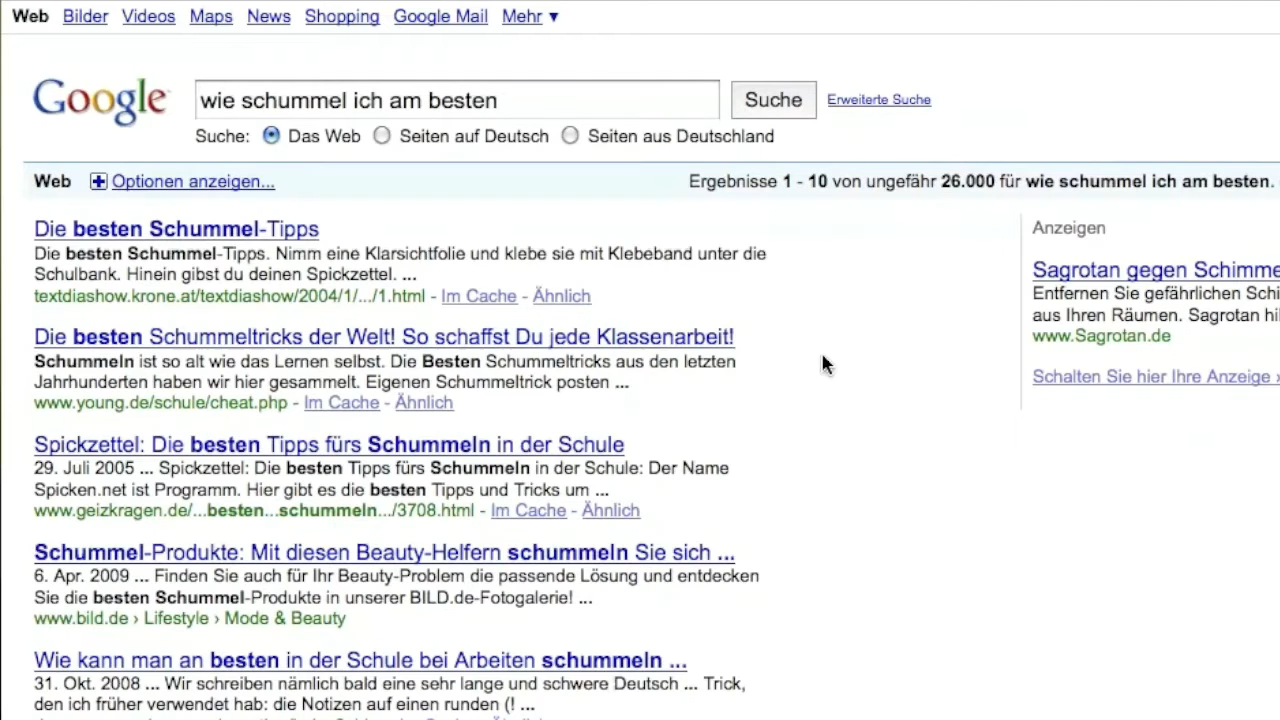 Web Bilder Videos Maps News Shopping Google Mail Mehr ▼
Google wie schummel ich am besten Suche Erweiterte Suche
Suche: Das Web Seiten auf Deutsch Seiten aus Deutschland
Web Optionen anzeigen... Ergebnisse 1 - 10 von ungefähr 26.000 für wie schummel ich am besten.
Die besten Schummel-Tipps
Die besten Schummel-Tipps. Nimm eine Klarsichtfolie und klebe sie mit Klebeband unter die
Schulbank. Hinein gibst du deinen Spickzettel. ...
textdiashow.krone.at/textdiashow/2004/1/.../1.html - Im Cache - Ähnlich
Die besten Schummeltricks der Welt! So schaffst Du jede Klassenarbeit!
Schummeln ist so alt wie das Lernen selbst. Die Besten Schummeltricks aus den letzten
Jahrhunderten haben wir hier gesammelt. Eigenen Schummeltrick posten ...
www.young.de/schule/cheat.php - Im Cache - Ähnlich
Spickzettel: Die besten Tipps fürs Schummeln in der Schule
29. Juli 2005 ... Spickzettel: Die besten Tipps fürs Schummeln in der Schule: Der Name
Spicken.net ist Programm. Hier gibt es die besten Tipps und Tricks um ...
www.geizkragen.de/...besten...schummeln.../3708.html - Im Cache - Ähnlich
Schummel-Produkte: Mit diesen Beauty-Helfern schummeln Sie sich ...
6. Apr. 2009 ... Finden Sie auch für Ihr Beauty-Problem die passende Lösung und entdecken
Sie die besten Schummel-Produkte in unserer BILD.de-Fotogalerie! ...
www.bild.de › Lifestyle › Mode & Beauty
Wie kann man an besten in der Schule bei Arbeiten schummeln ...
31. Okt. 2008 ... Wir schreiben nämlich bald eine sehr lange und schwere Deutsch ... Trick,
den ich früher verwendet hab: die Notizen auf einen runden (! ...
Anzeigen
Sagrotan gegen Schimme
Entfernen Sie gefährlichen Schi
aus Ihren Räumen. Sagrotan hil
www.Sagrotan.de
Schalten Sie hier Ihre Anzeige »